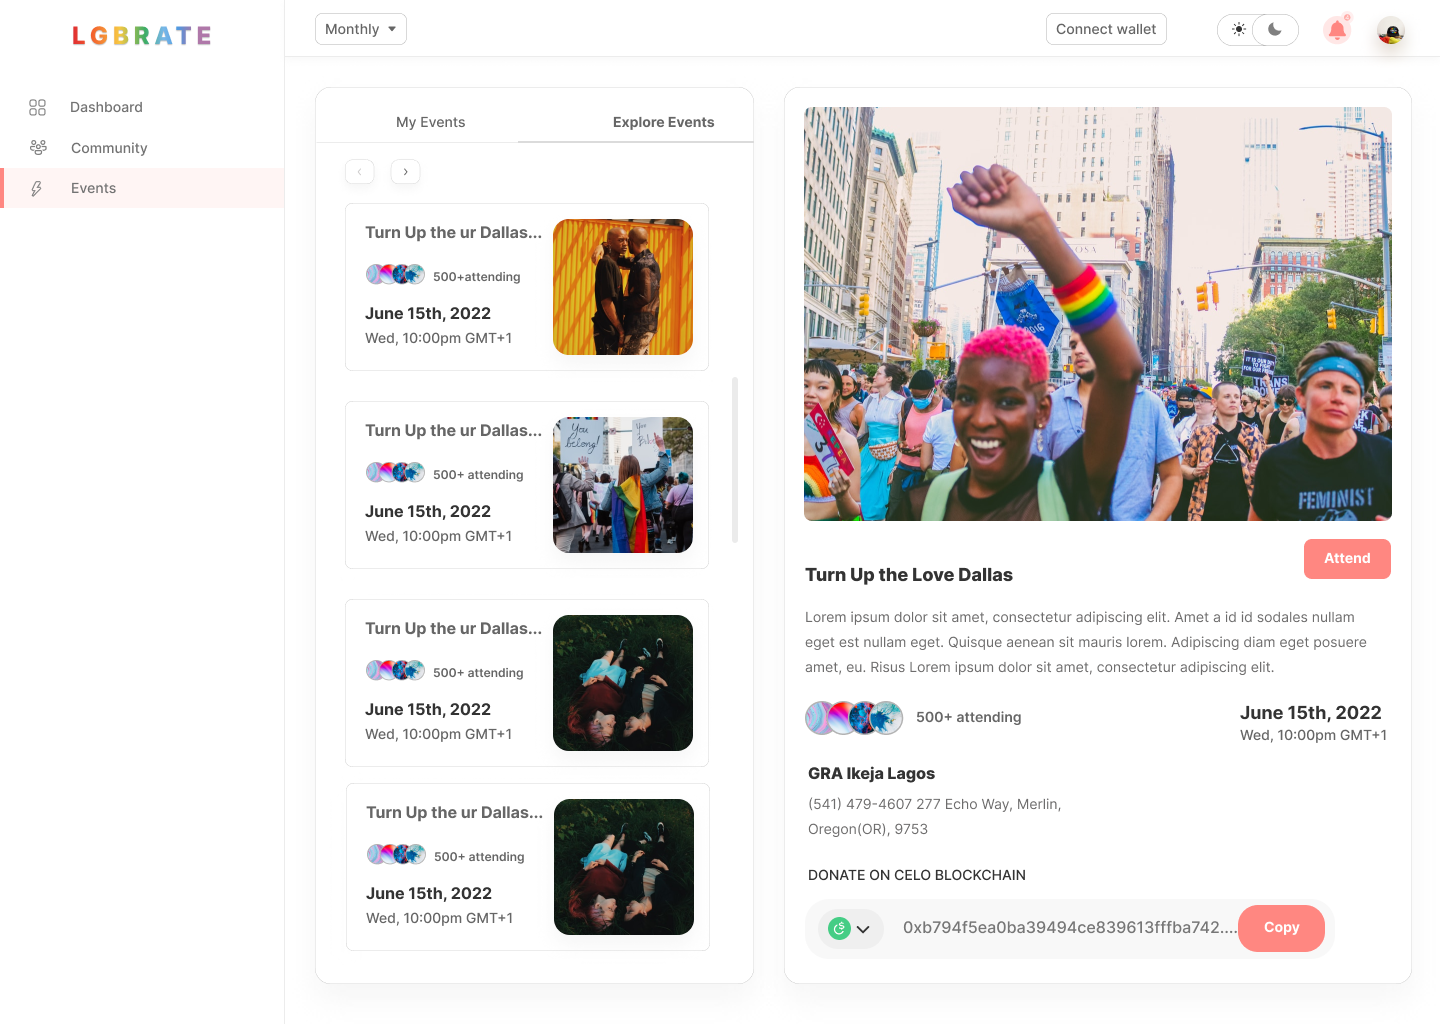 LGBRATE
Monthly
Connect wallet
Dashboard
Community
Events
My Events
Explore Events
Turn Up the ur Dallas...
500+attending
June 15th, 2022
Wed, 10:00pm GMT+1
Turn Up the ur Dallas...
500+ attending
June 15th, 2022
Wed, 10:00pm GMT+1
You
belong!
Turn Up the ur Dallas...
500+ attending
June 15th, 2022
Wed, 10:00pm GMT+1
Turn Up the ur Dallas...
500+ attending
June 15th, 2022
Wed, 10:00pm GMT+1
2016
FEMINIST
Attend
Turn Up the Love Dallas
Lorem ipsum dolor sit amet, consectetur adipiscing elit. Amet a id id sodales nullam
eget est nullam eget. Quisque aenean sit mauris lorem. Adipiscing diam eget posuere
amet, eu. Risus Lorem ipsum dolor sit amet, consectetur adipiscing elit.
500+ attending
June 15th, 2022
Wed, 10:00pm GMT+1
GRA Ikeja Lagos
(541) 479-4607 277 Echo Way, Merlin,
Oregon(OR), 9753
DONATE ON CELO BLOCKCHAIN
0xb794f5ea0ba39494ce839613fffba742....
Copy